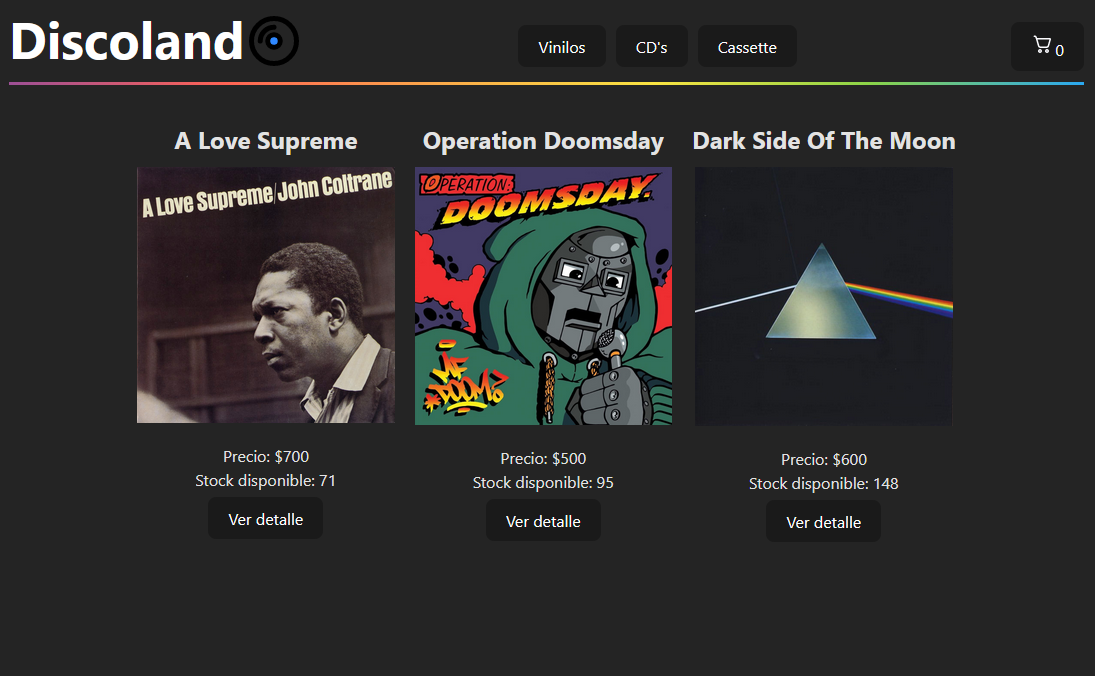 Discoland
Vinilos
CD's
Cassette
0
A Love Supreme
Operation Doomsday
Dark Side Of The Moon
A Love Supreme/John Coltrane
OPERATION:
DOOMSDAY.
MF
DOOM?
Precio: $700
Stock disponible: 71
Ver detalle
Precio: $500
Stock disponible: 95
Ver detalle
Precio: $600
Stock disponible: 148
Ver detalle